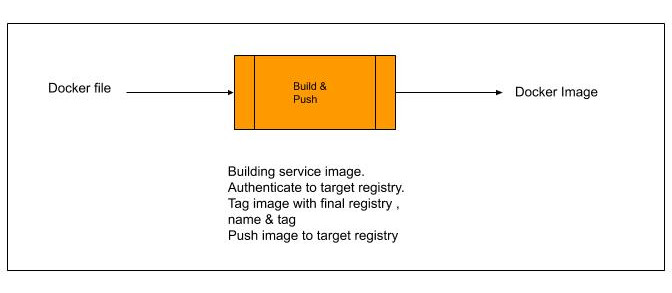 Docker file
Build &
Push
Docker Image
Building service image.
Authenticate to target registry.
Tag image with final registry ,
name & tag
Push image to target registry